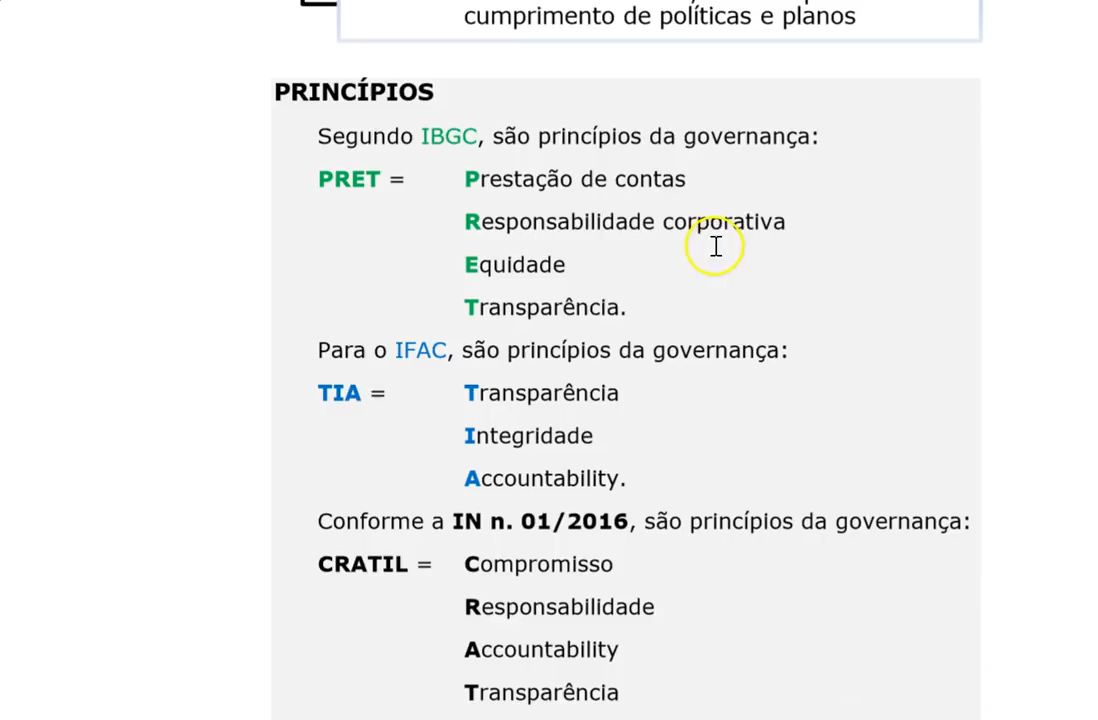 cumprimento de políticas e planos
PRINCÍPIOS
Segundo IBGC, são princípios da governança:
PRET = Prestação de contas
Responsabilidade corporativa
Equidade
Transparência.
Para o IFAC, são princípios da governança:
TIA = Transparência
Integridade
Accountability.
Conforme a IN n. 01/2016, são princípios da governança:
CRATIL = Compromisso
Responsabilidade
Accountability
Transparência